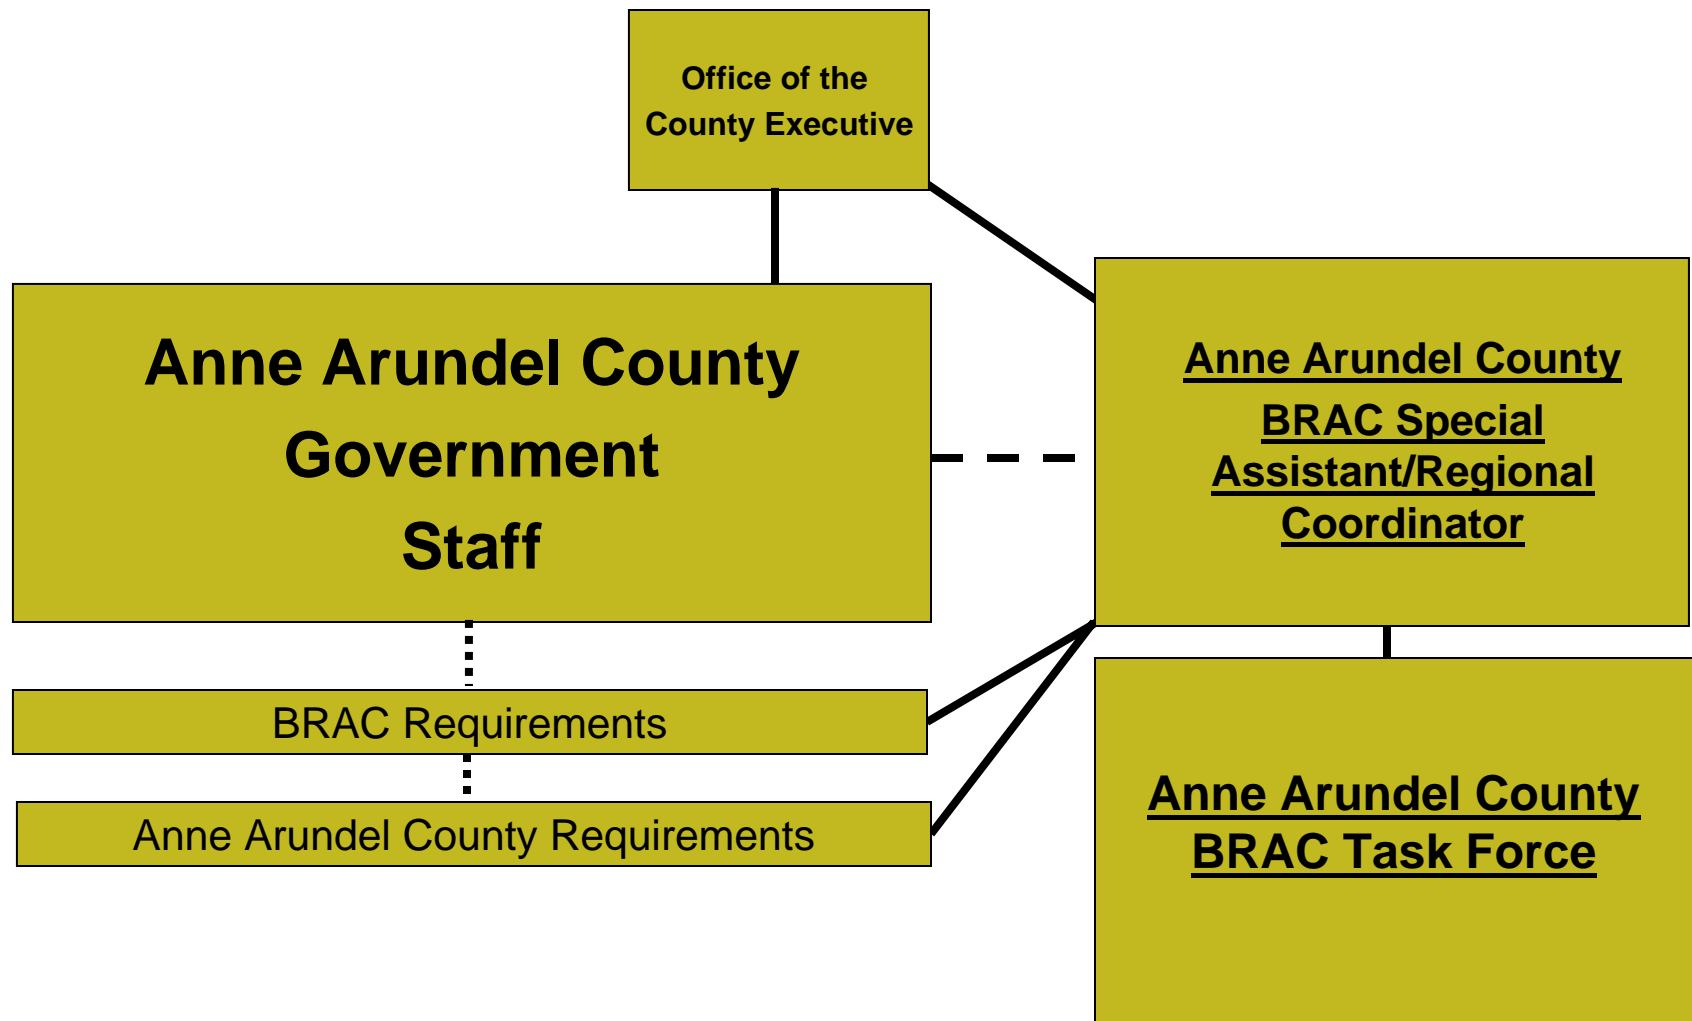 Office of the
County Executive
Anne Arundel County
Government
Staff
Anne Arundel County
BRAC Special
Assistant/Regional
Coordinator
BRAC Requirements
Anne Arundel County Requirements
Anne Arundel County
BRAC Task Force